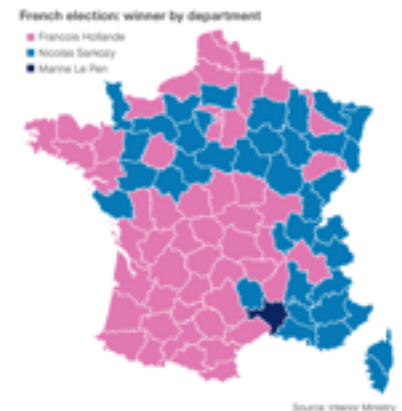 French election: winner by department
Francois Hollande
Nicolas Sarkozy
Marine Le Pen
Source: Interior Ministry